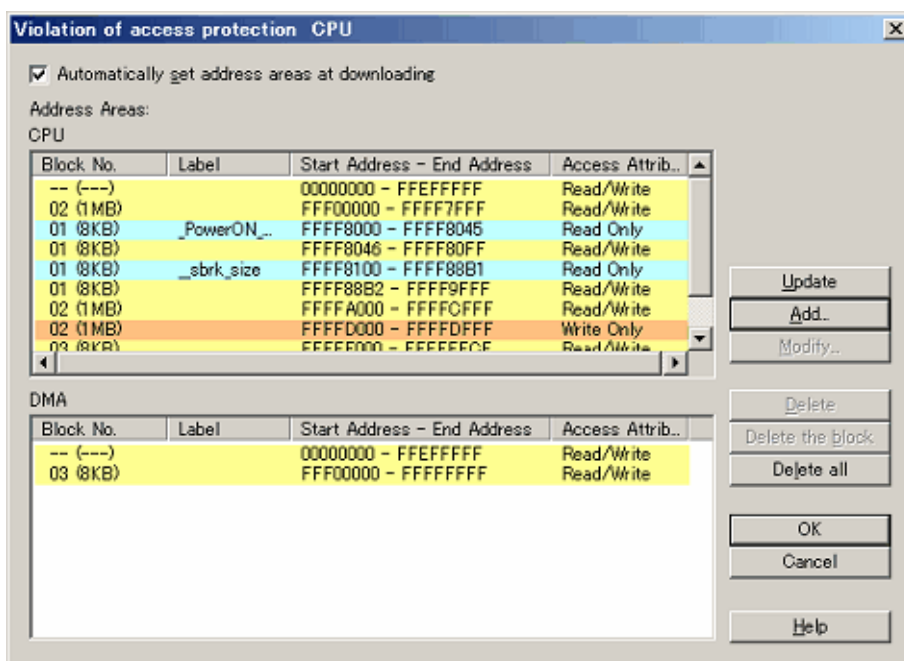 Violation of access protection CPU
Automatically set address areas at downloading
Address Areas:
CPU
Block No. Label Start Address - End Address Access Attrib..
-- (---) 00000000 - FFEFFFFF Read/Write
02 (1MB) FFF00000 - FFFF7FFF Read/Write
01 (8KB) _PowerON_... FFFF8000 - FFFF8045 Read Only
01 (8KB) FFFF8046 - FFFF80FF Read/Write
01 (8KB) __sbrk_size FFFF8100 - FFFF88B1 Read Only
01 (8KB) FFFF88B2 - FFFF9FFF Read/Write
02 (1MB) FFFFA000 - FFFFCFFF Read/Write
02 (1MB) FFFFD000 - FFFFDFFF Write Only
03 (8KB) Read/Write
Update
Add...
Modify...
DMA
Block No. Label Start Address - End Address Access Attrib..
-- (---) 00000000 - FFEFFFFF Read/Write
03 (8KB) FFF00000 - FFFFFFFF Read/Write
Delete
Delete the block
Delete all
OK
Cancel
Help